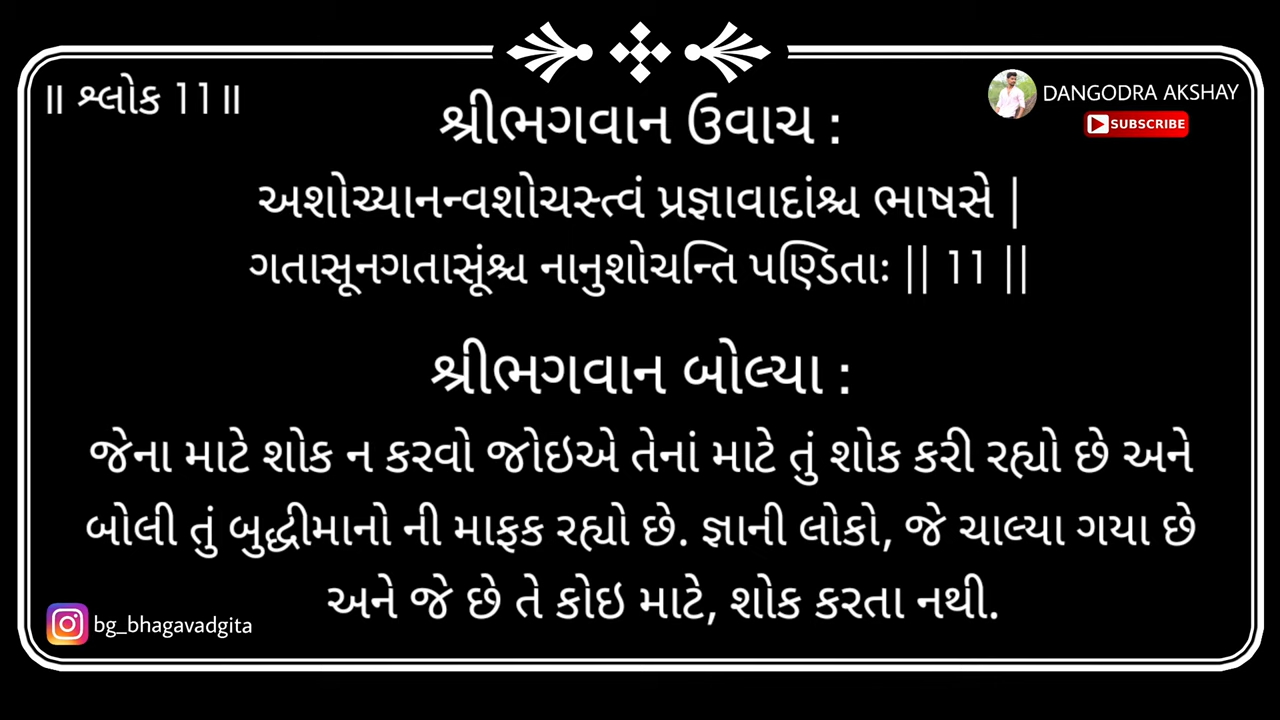 ॥ શ્લોક 11॥
DANGODRA AKSHAY
SUBSCRIBE
શ્રીભગવાન ઉવાચ :
અશોચ્યાનન્વશોચસ્ત્વં પ્રજ્ઞાવાદાંશ્ચ ભાષસે |
ગતાસૂનગતાસૂંશ્ચ નાનુશોચન્તિ પણ્ડિતાઃ || 11 ||
શ્રીભગવાન બોલ્યા :
જેના માટે શોક ન કરવો જોઇએ તેનાં માટે તું શોક કરી રહ્યો છે અને
બોલી તું બુદ્ધીમાનો ની માફક રહ્યો છે. જ્ઞાની લોકો, જે ચાલ્યા ગયા છે
અને જે છે તે કોઇ માટે, શોક કરતા નથી.
bg_bhagavadgita